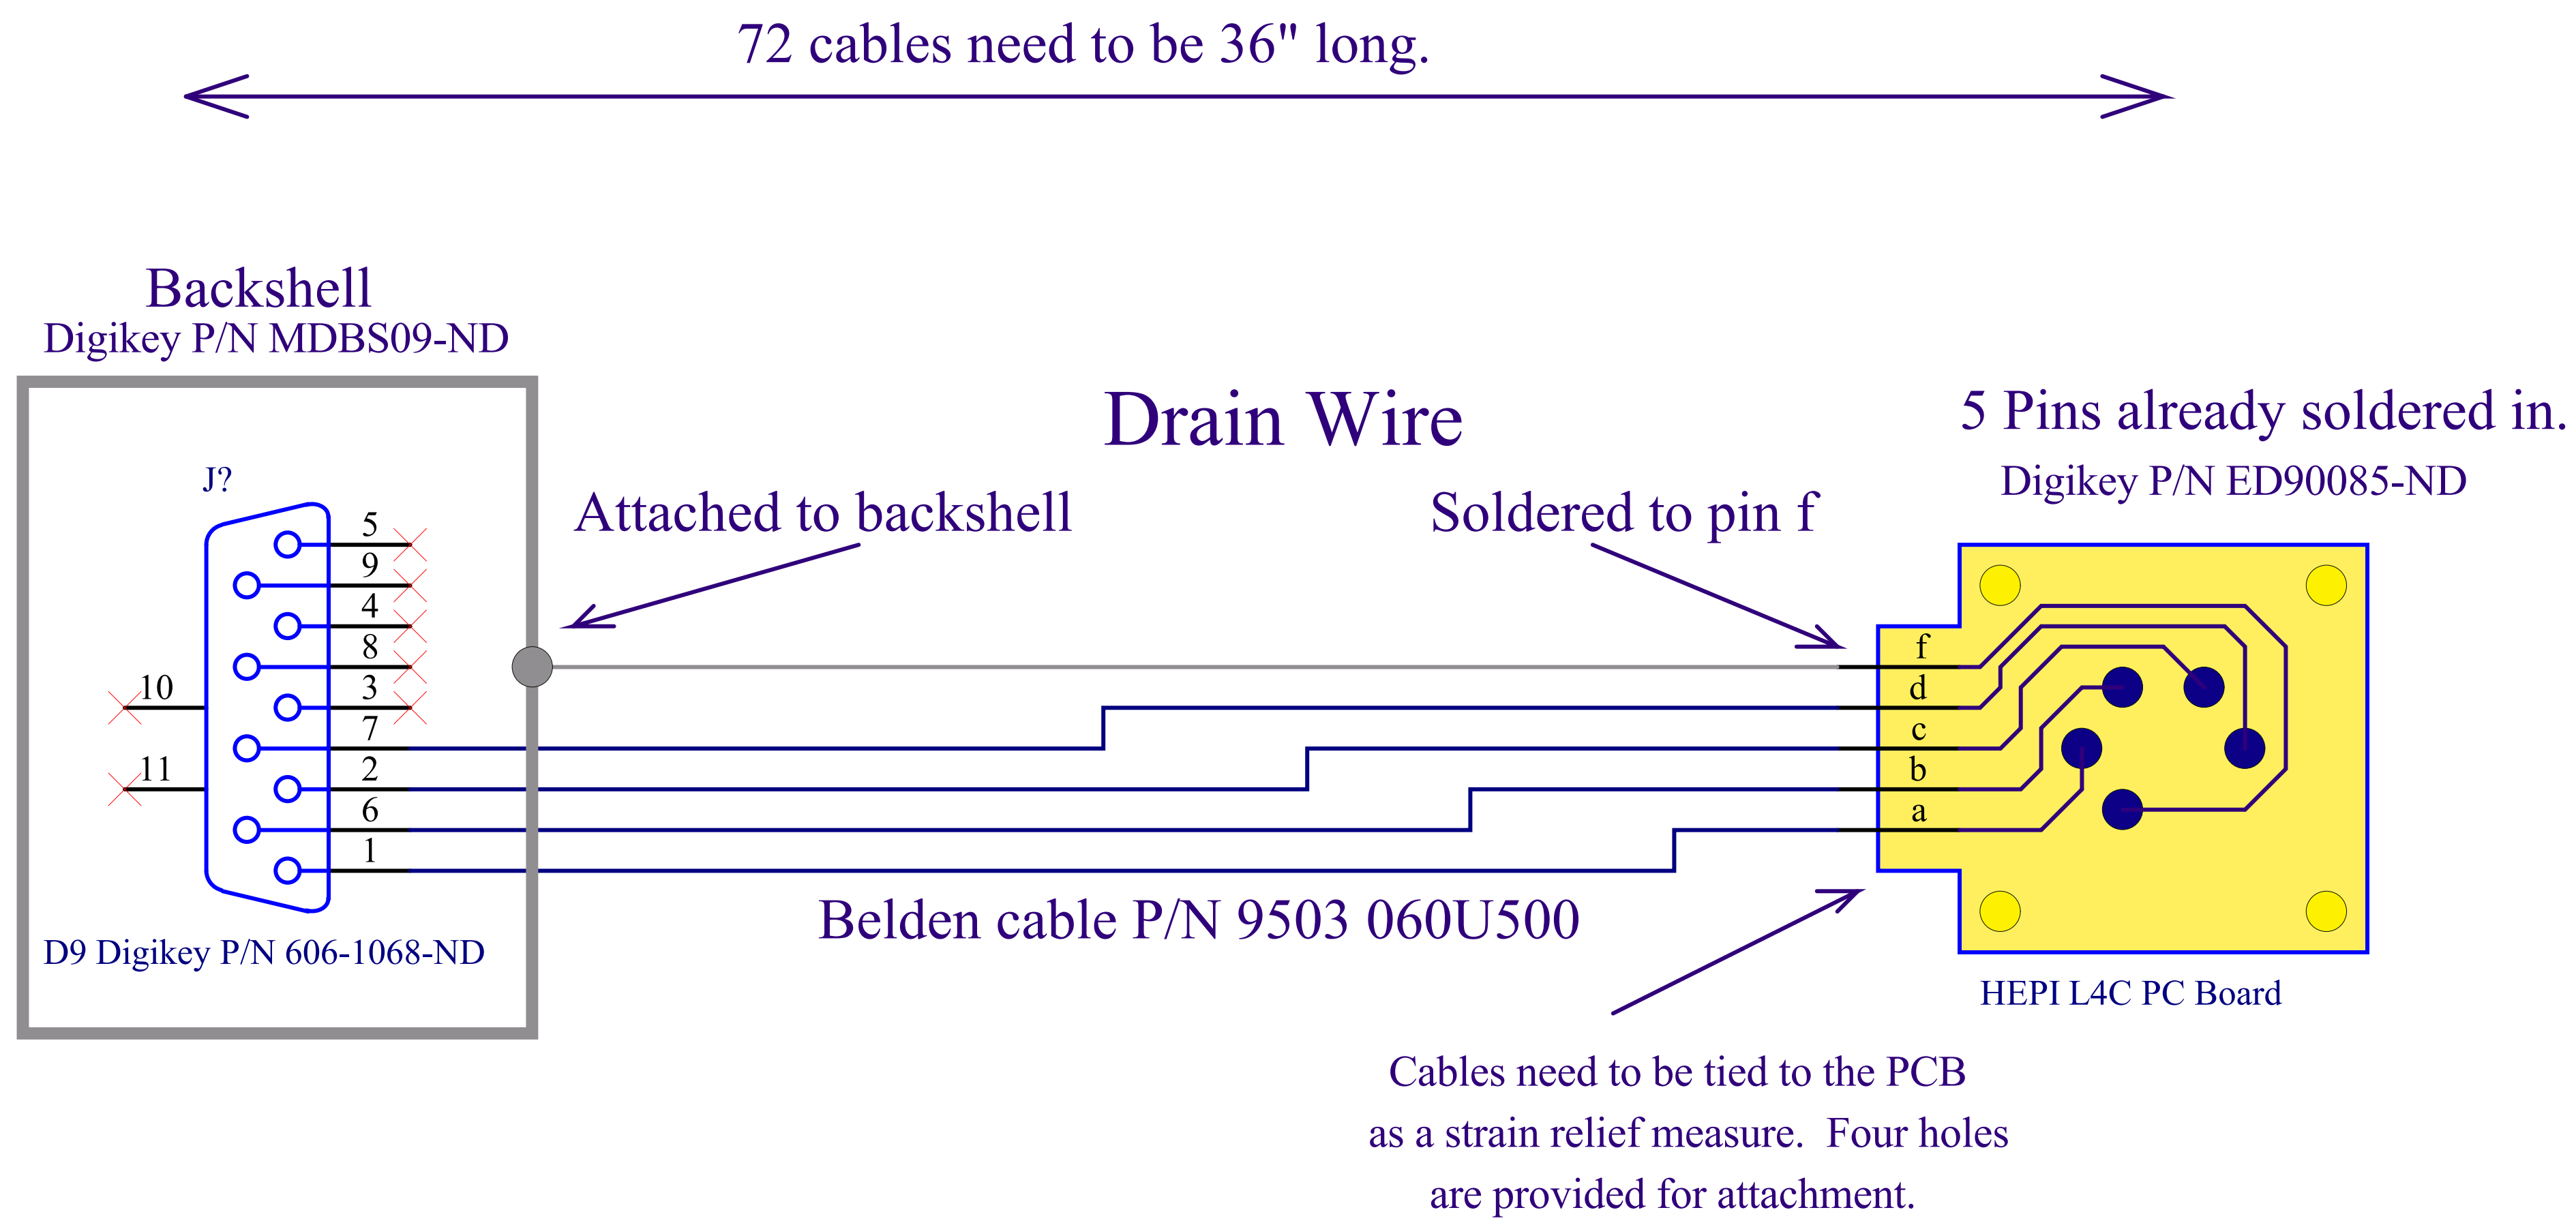 72 cables need to be 36" long.
Backshell
Digikey P/N MDBS09-ND
Drain Wire
5 Pins already soldered in.
Digikey P/N ED90085-ND
Attached to backshell
Soldered to pin f
J?
5
9
4
8
3
7
2
6
1
10
11
f
d
c
b
a
D9 Digikey P/N 606-1068-ND
Belden cable P/N 9503 060U500
HEPI L4C PC Board
Cables need to be tied to the PCB
as a strain relief measure.  Four holes
are provided for attachment.